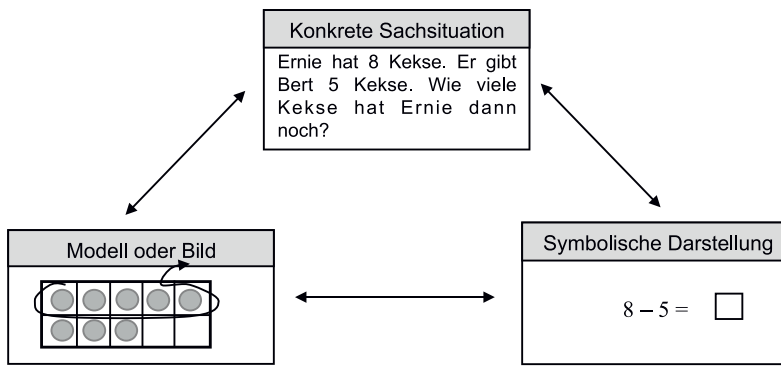 Konkrete Sachsituation
Ernie hat 8 Kekse. Er gibt
Bert 5 Kekse. Wie viele
Kekse hat Ernie dann
noch?
Modell oder Bild
Symbolische Darstellung
8 – 5 =